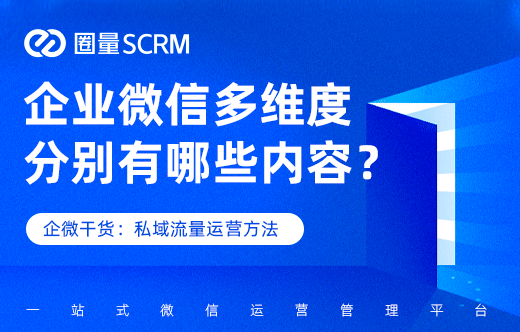 圈量SCRM
企业微信多维度
分别有哪些内容？
企微干货：私域流量运营方法
一站式微信运营管理平台